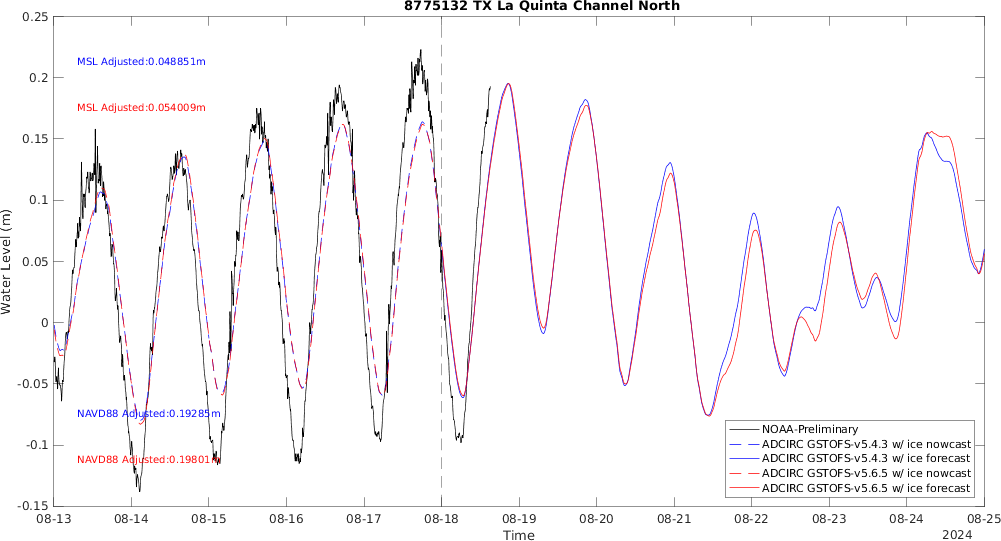 8775132 TX La Quinta Channel North
0.25
0.2
0.15
0.1
0.05
0
-0.05
-0.1
-0.15
Water Level (m)
MSL Adjusted:0.048851m
MSL Adjusted:0.054009m
NAVD88 Adjusted:0.19285m
NAVD88 Adjusted:0.19801m
NOAA-Preliminary
ADCIRC GSTOFS-v5.4.3 w/ ice nowcast
ADCIRC GSTOFS-v5.4.3 w/ ice forecast
ADCIRC GSTOFS-v5.6.5 w/ ice nowcast
ADCIRC GSTOFS-v5.6.5 w/ ice forecast
08-13 08-14 08-15 08-16 08-17 08-18 08-19 08-20 08-21 08-22 08-23 08-24 08-25
Time
2024